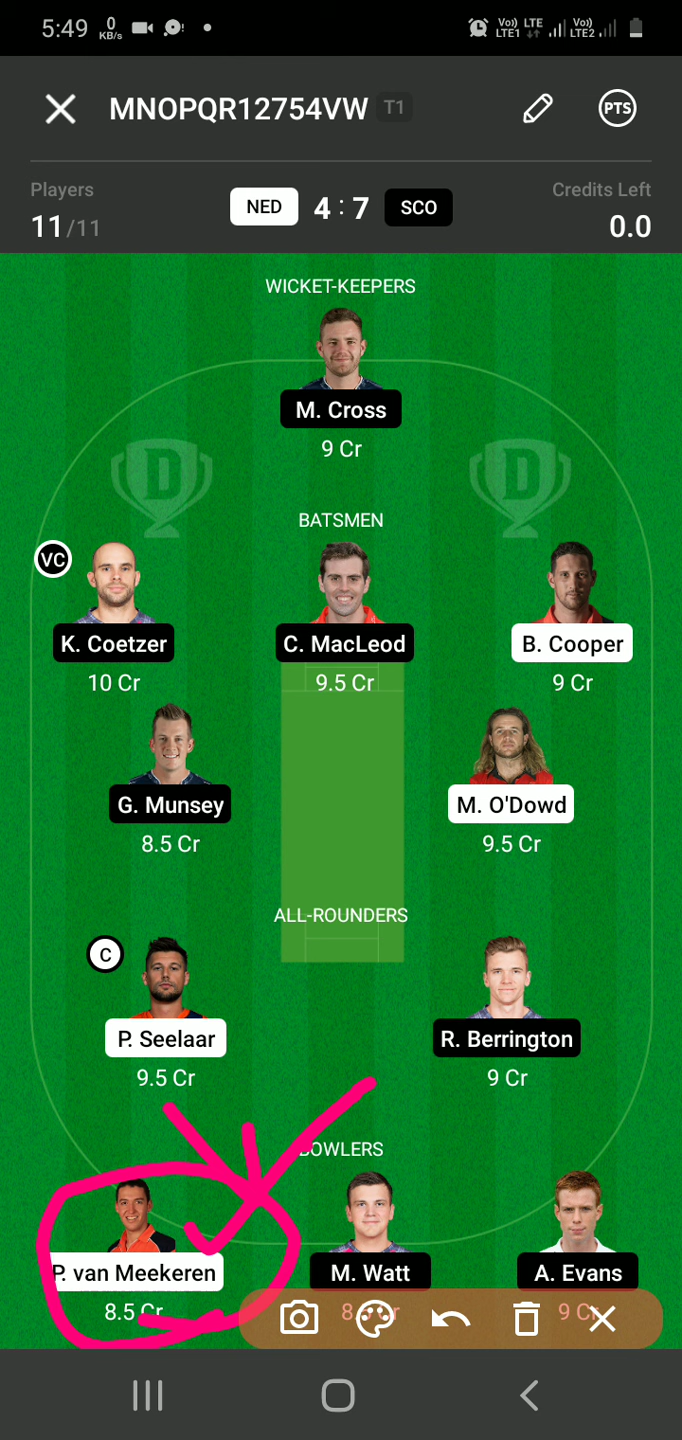 5:49 0 KB/s Vo) LTE1 LTE Vo) LTE2
MNOPQR12754VW T1 PTS
Players Credits Left
11/11 NED 4 : 7 SCO 0.0
WICKET-KEEPERS
M. Cross
9 Cr
D D
BATSMEN
VC
K. Coetzer C. MacLeod B. Cooper
10 Cr 9.5 Cr 9 Cr
G. Munsey M. O'Dowd
8.5 Cr 9.5 Cr
ALL-ROUNDERS
C
P. Seelaar R. Berrington
9.5 Cr 9 Cr
BOWLERS
P. van Meekeren M. Watt A. Evans
8.5 Cr 9 Cr